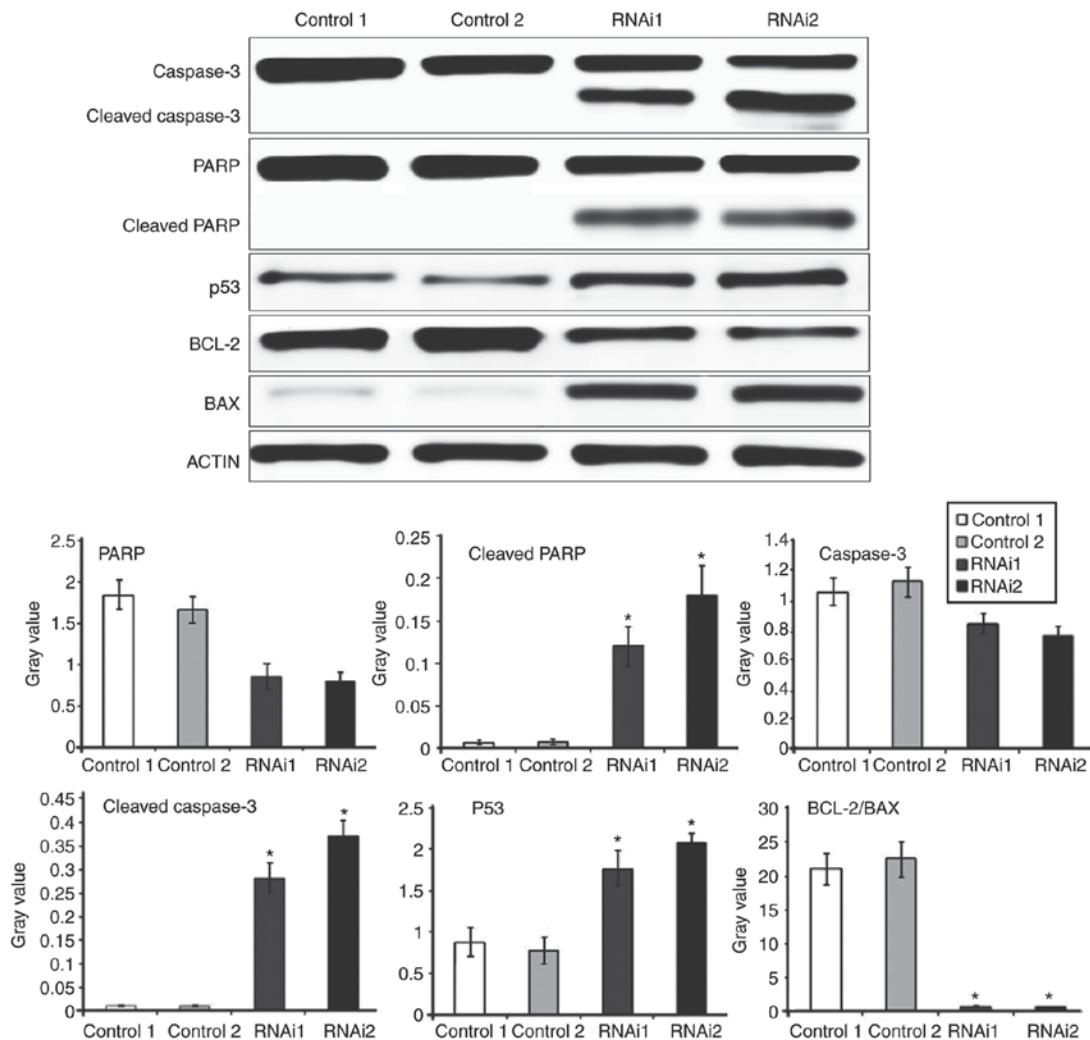 Control 1 Control 2 RNAi1 RNAi2
Caspase-3
Cleaved caspase-3
PARP
Cleaved PARP
p53
BCL-2
BAX
ACTIN
Control 1
Control 2
RNAi1
RNAi2
PARP
Gray value
2.5
2
1.5
1
0.5
0
Control 1 Control 2 RNAi1 RNAi2
Cleaved PARP
Gray value
0.25
0.2
0.15
0.1
0.05
0
* *
Control 1 Control 2 RNAi1 RNAi2
Caspase-3
Gray value
1.4
1.2
1
0.8
0.6
0.4
0.2
0
Control 1 Control 2 RNAi1 RNAi2
Cleaved caspase-3
Gray value
0.45
0.4
0.35
0.3
0.25
0.2
0.15
0.1
0.05
0
* *
Control 1 Control 2 RNAi1 RNAi2
P53
Gray value
2.5
2
1.5
1
0.5
0
* *
Control 1 Control 2 RNAi1 RNAi2
BCL-2/BAX
Gray value
30
25
20
15
10
5
0
* *
Control 1 Control 2 RNAi1 RNAi2